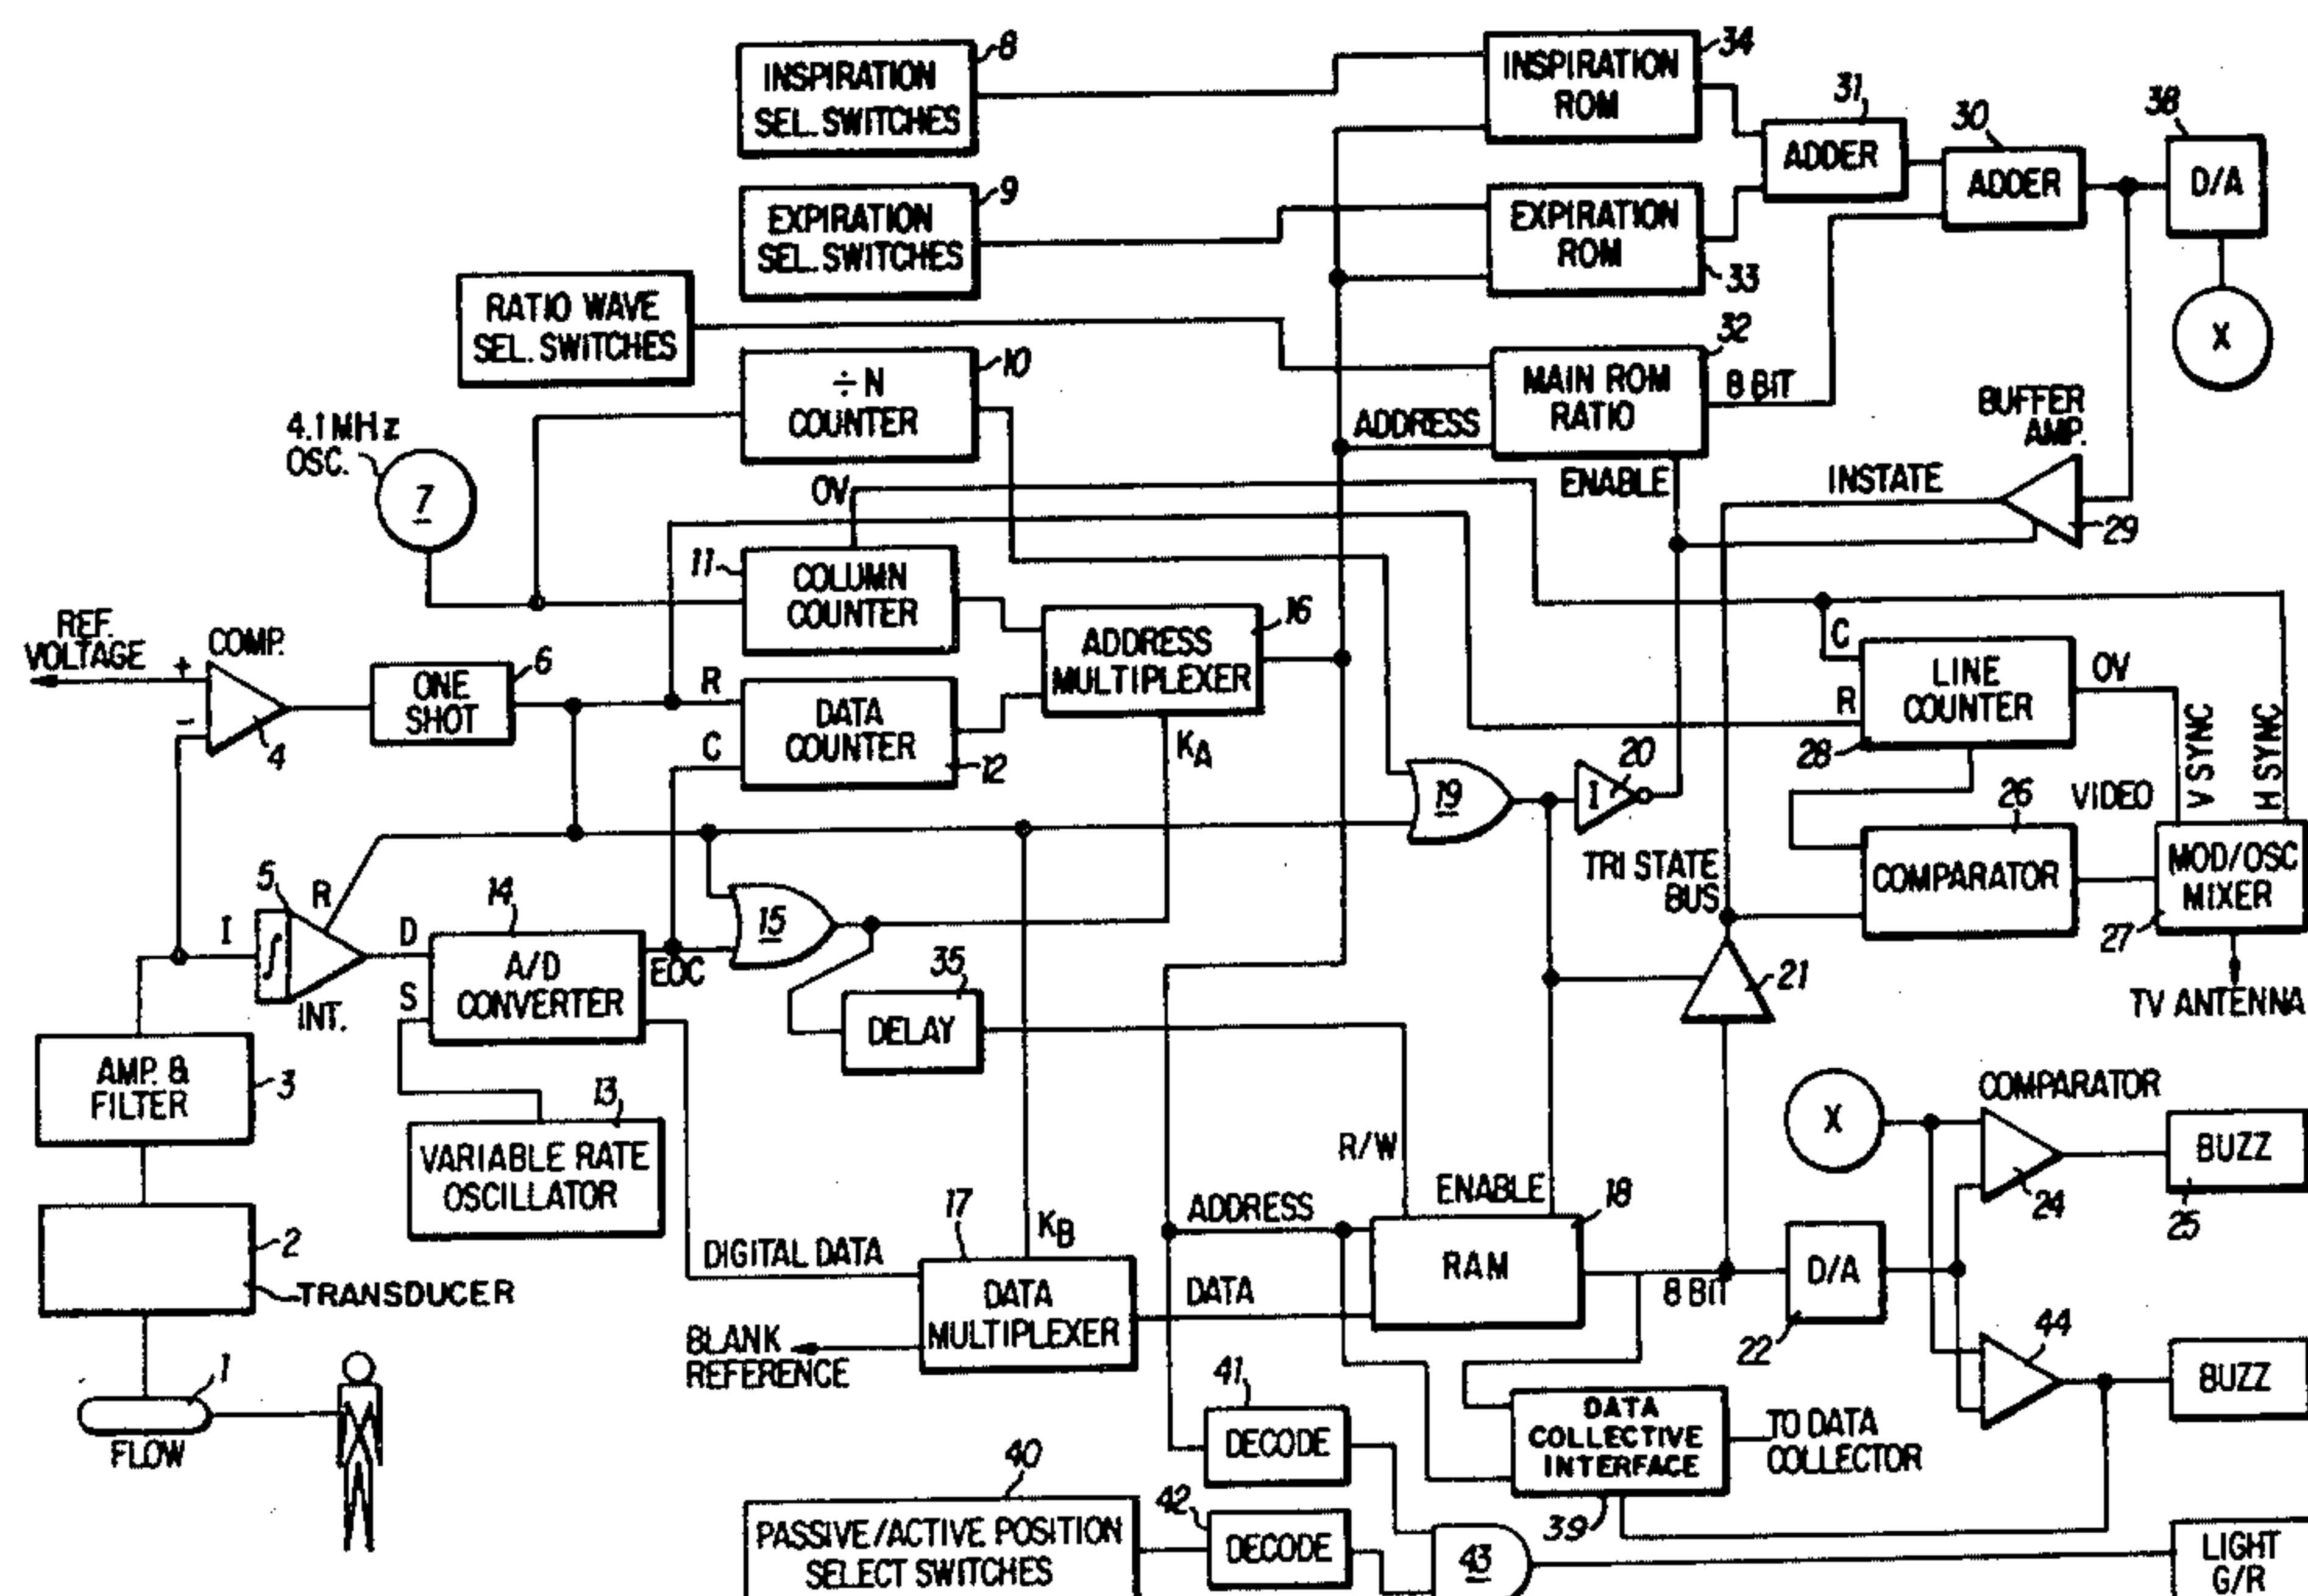 8
INSPIRATION
SEL. SWITCHES
34
INSPIRATION
ROM
31
ADDER
30
ADDER
38
D/A
X
9
EXPIRATION
SEL. SWITCHES
EXPIRATION
ROM
33
RATIO WAVE
SEL. SWITCHES
10
÷N
COUNTER
32
MAIN ROM
RATIO
8 BIT
ADDRESS
ENABLE
BUFFER
AMP.
INSTATE
29
4.1 MHz
OSC.
7
OV
11
COLUMN
COUNTER
16
ADDRESS
MULTIPLEXER
REF.
VOLTAGE
+
-
COMP.
4
ONE
SHOT
6
R
C
DATA
COUNTER
12
KA
C
R
LINE
COUNTER
28
OV
V SYNC
H SYNC
19
I
20
26
VIDEO
COMPARATOR
MOD/OSC
MIXER
27
TV ANTENNA
TRI STATE
BUS
21
5
R
I
∫
INT.
D
S
14
A/D
CONVERTER
EOC
15
35
DELAY
AMP. &
FILTER
3
13
VARIABLE RATE
OSCILLATOR
2
TRANSDUCER
1
FLOW
R/W
ENABLE
18
ADDRESS
RAM
17
KB
DIGITAL DATA
DATA
MULTIPLEXER
DATA
BLANK
REFERENCE
8 BIT
D/A
22
X
COMPARATOR
24
BUZZ
25
44
BUZZ
41
DECODE
DATA
COLLECTIVE
INTERFACE
39
TO DATA
COLLECTOR
40
PASSIVE/ACTIVE POSITION
SELECT SWITCHES
42
DECODE
43
LIGHT
G/R